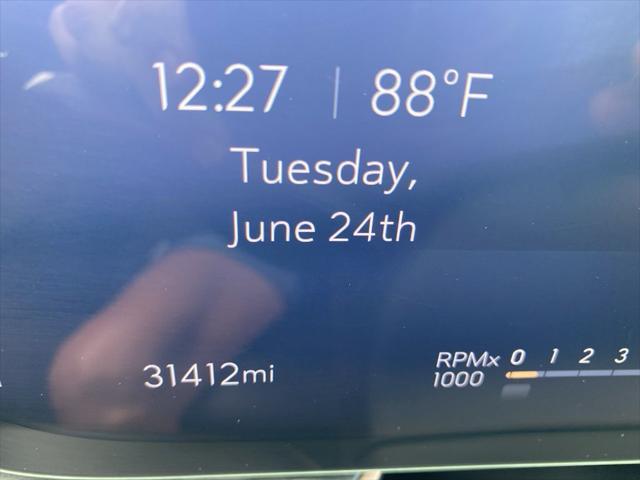 12:27 | 88°F
Tuesday,
June 24th
31412mi
RPMx 0 1 2 3
1000